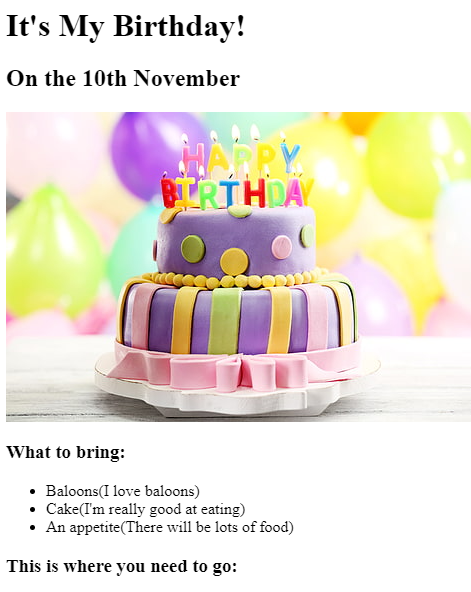 It's My Birthday!
On the 10th November
HAPPY
BIRTHDAY
What to bring:
Baloons(I love baloons)
Cake(I'm really good at eating)
An appetite(There will be lots of food)
This is where you need to go: